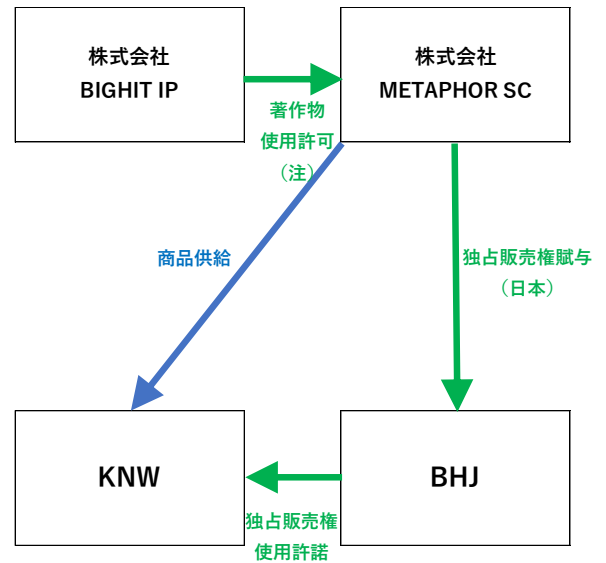 株式会社
BIGHIT IP
株式会社
METAPHOR SC
著作物
使用許可
（注）
商品供給
独占販売権賦与
（日本）
KNW
BHJ
独占販売権
使用許諾